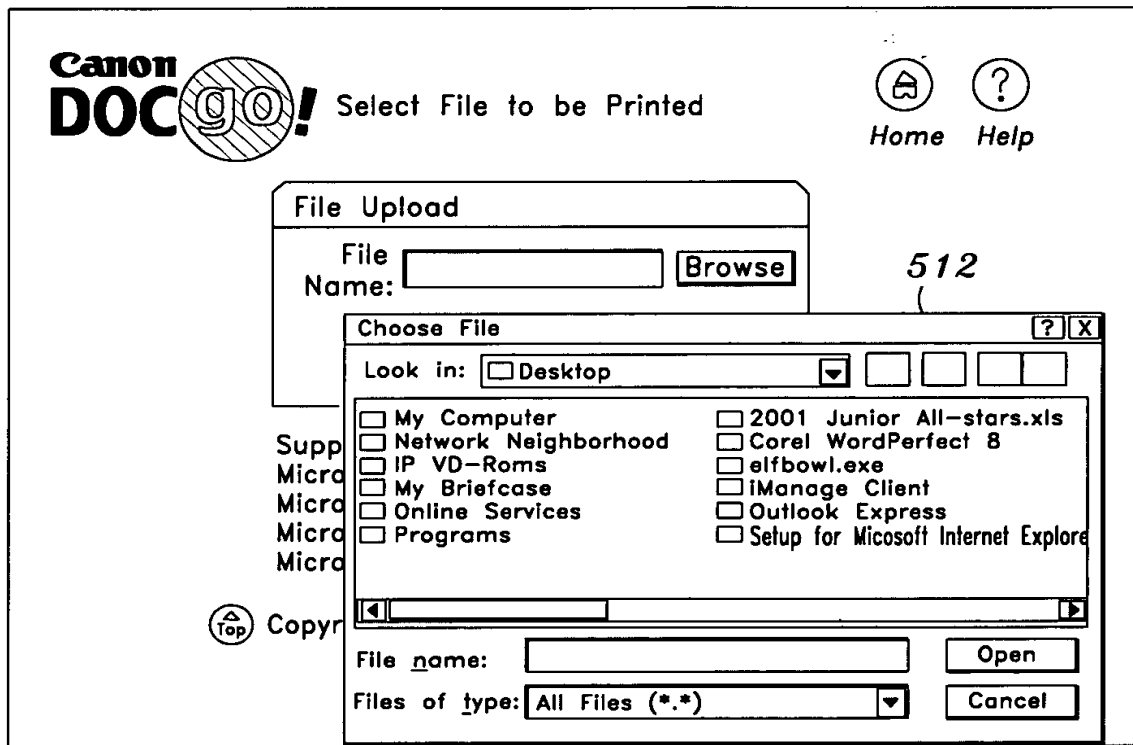 Canon
DOC go! Select File to be Printed
Home Help
File Upload
File Name: Browse
512
Choose File ? X
Look in: Desktop
My Computer
Network Neighborhood
IP VD-Roms
My Briefcase
Online Services
Programs
2001 Junior All-stars.xls
Corel WordPerfect 8
elfbowl.exe
iManage Client
Outlook Express
Setup for Micosoft Internet Explore
Supp
Micro
Micro
Micro
Micro
Top Copyr
File name: Open
Files of type: All Files (*.*) Cancel